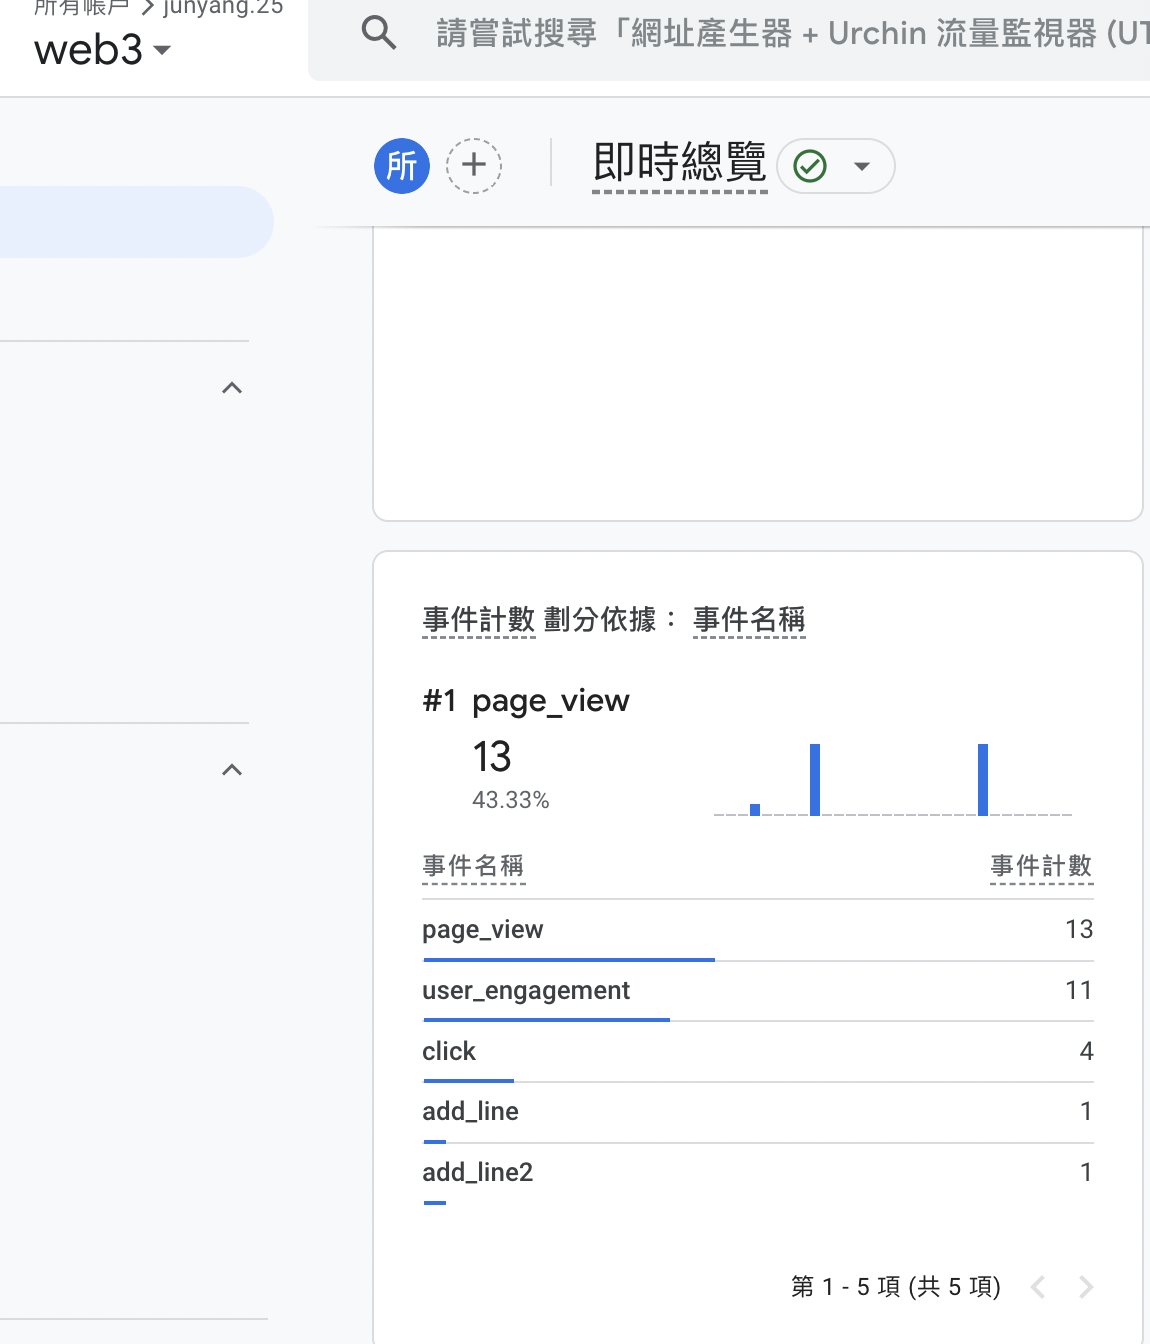 所有帳戶 > junyang.25
web3
請嘗試搜尋「網址產生器 + Urchin 流量監視器 (UT
所
即時總覽
事件計數 劃分依據： 事件名稱
#1 page_view
13
43.33%
事件名稱 事件計數
page_view 13
user_engagement 11
click 4
add_line 1
add_line2 1
第 1 - 5 項 (共 5 項)